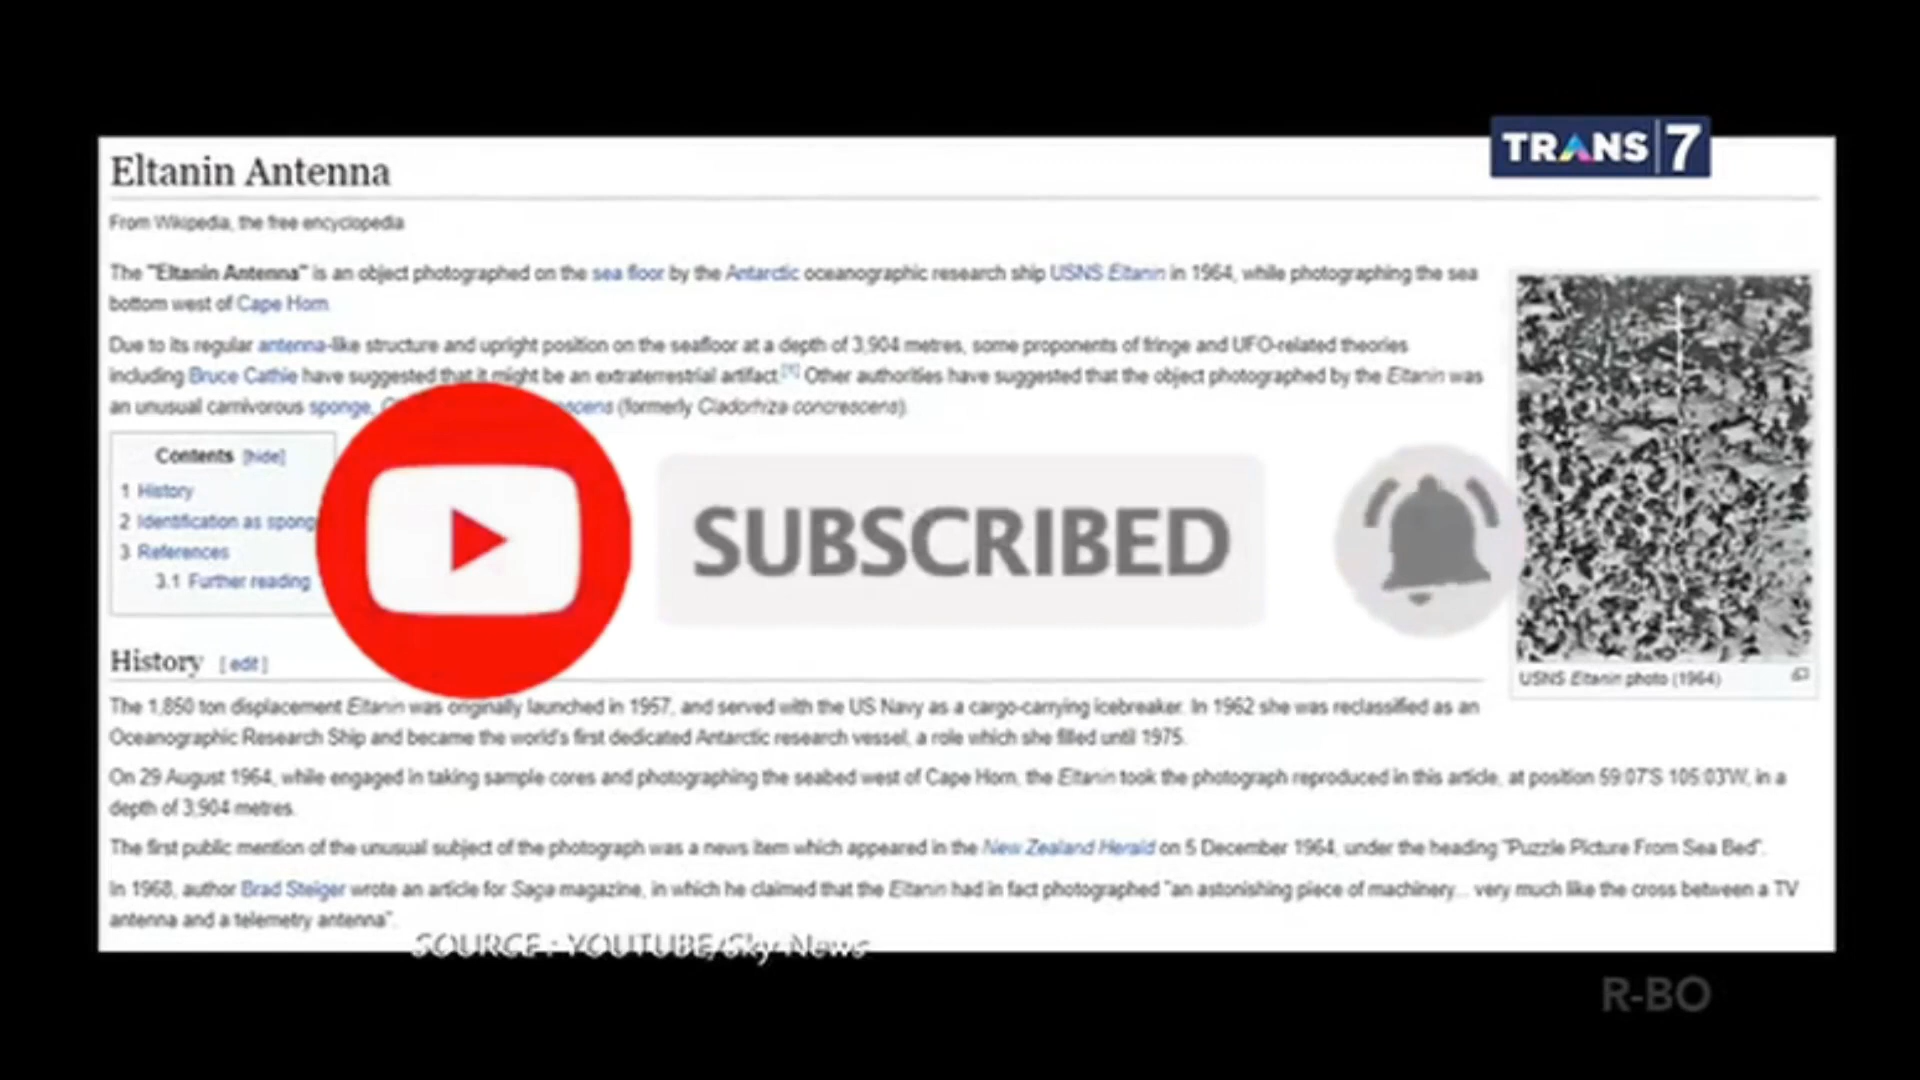 TRANS|7
Eltanin Antenna
From Wikipedia, the free encyclopedia
The "Eltanin Antenna" is an object photographed on the sea floor by the Antarctic oceanographic research ship USNS Eltanin in 1964, while photographing the sea
bottom west of Cape Horn.
Due to its regular antenna-like structure and upright position on the seafloor at a depth of 3,904 metres, some proponents of fringe and UFO-related theories
including Bruce Cathie have suggested that it might be an extraterrestrial artifact.[1] Other authorities have suggested that the object photographed by the Eltanin was
an unusual carnivorous sponge, (formerly Cladorhiza concrescens).
Contents [hide]
1 History
2 Identification as spong
3 References
3.1 Further reading
SUBSCRIBED
USNS Eltanin photo (1964)
History [edit]
The 1,850 ton displacement Eltanin was originally launched in 1957, and served with the US Navy as a cargo-carrying icebreaker. In 1962 she was reclassified as an
Oceanographic Research Ship and became the world's first dedicated Antarctic research vessel, a role which she filled until 1975.
On 29 August 1964, while engaged in taking sample cores and photographing the seabed west of Cape Horn, the Eltanin took the photograph reproduced in this article, at position 59:07'S 105:03'W, in a
depth of 3,904 metres.
The first public mention of the unusual subject of the photograph was a news item which appeared in the New Zealand Herald on 5 December 1964, under the heading "Puzzle Picture From Sea Bed".
In 1968, author Brad Steiger wrote an article for Saga magazine, in which he claimed that the Eltanin had in fact photographed "an astonishing piece of machinery... very much like the cross between a TV
antenna and a telemetry antenna".
SOURCE : YOUTUBE/Sky News
R-BO